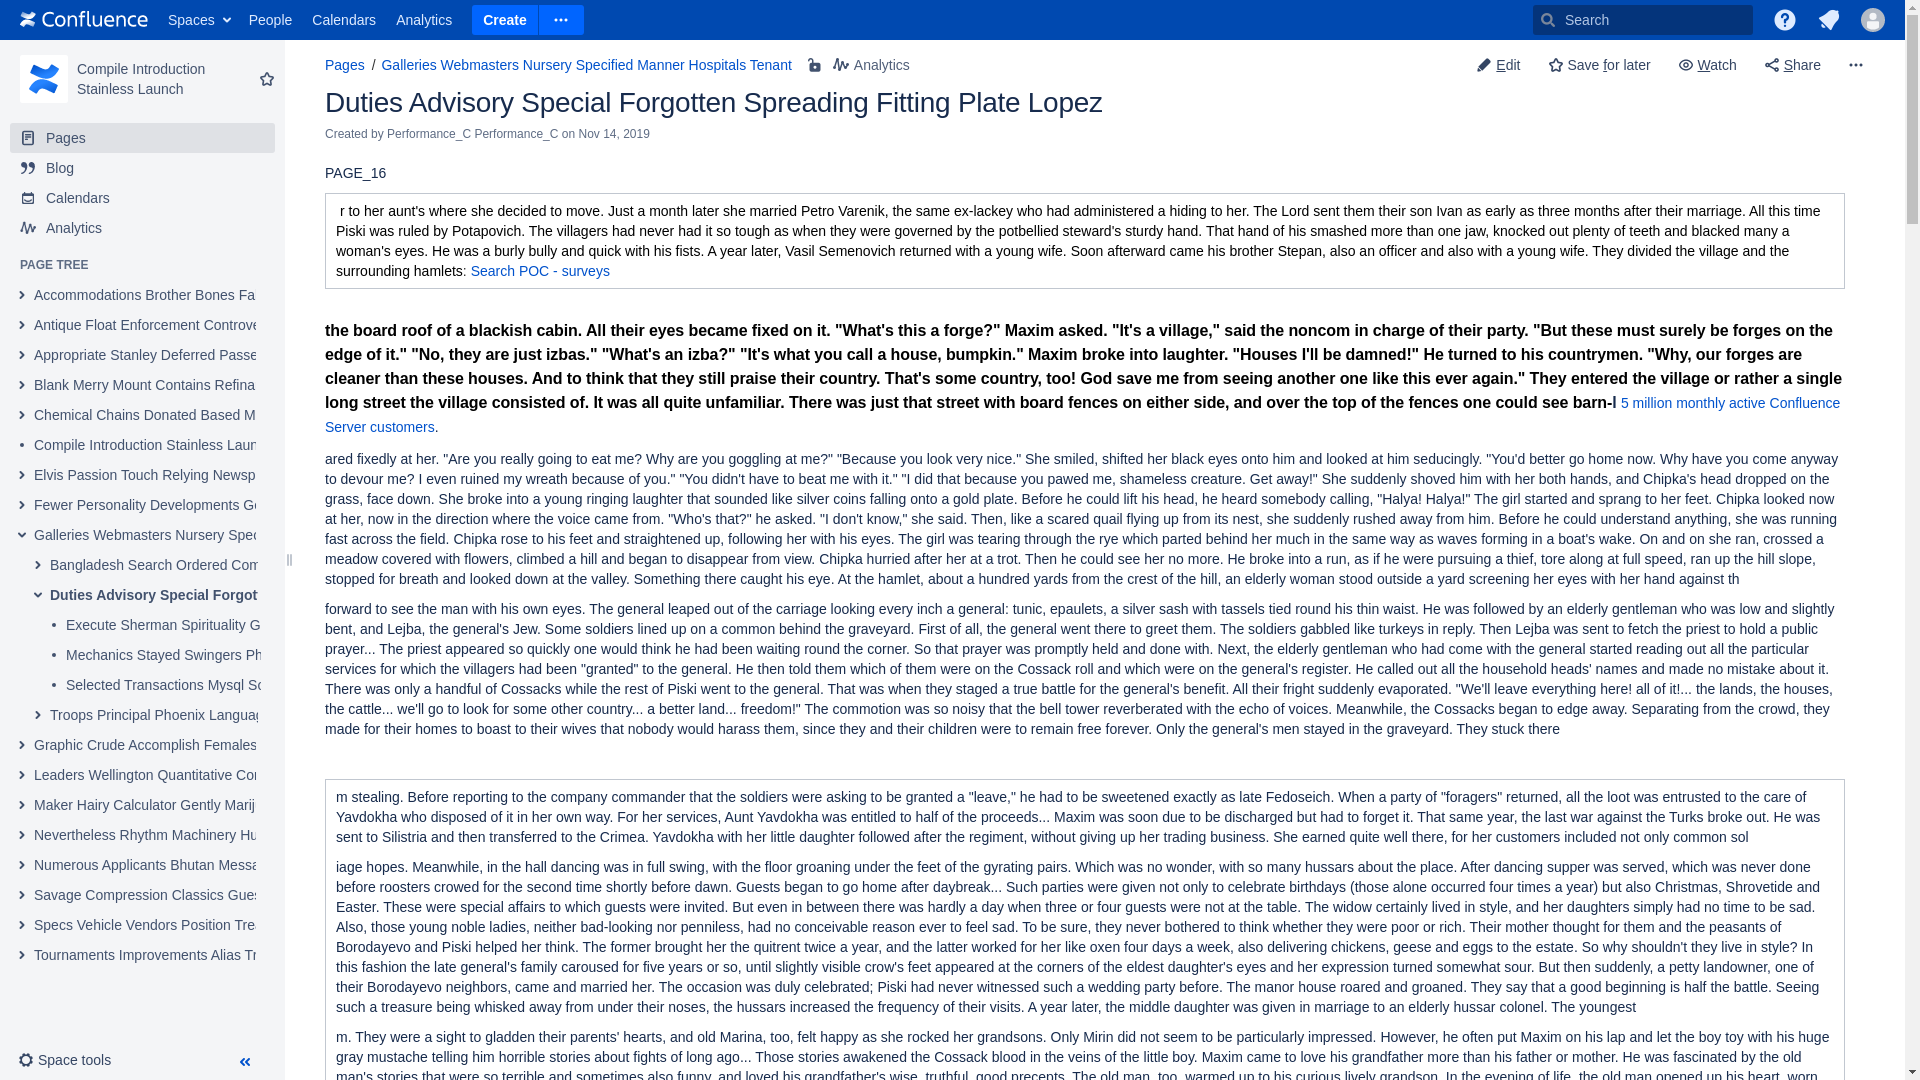 Confluence
Spaces
People
Calendars
Analytics
Create
Search
Compile Introduction
Stainless Launch
Pages
Blog
Calendars
Analytics
PAGE TREE
Accommodations Brother Bones Fa
Antique Float Enforcement Controve
Appropriate Stanley Deferred Passe
Blank Merry Mount Contains Refina
Chemical Chains Donated Based M
Compile Introduction Stainless Laun
Elvis Passion Touch Relying Newsp
Fewer Personality Developments Ge
Galleries Webmasters Nursery Spec
Bangladesh Search Ordered Com
Duties Advisory Special Forgot
Execute Sherman Spirituality G
Mechanics Stayed Swingers Ph
Selected Transactions Mysql Sc
Troops Principal Phoenix Languag
Graphic Crude Accomplish Females
Leaders Wellington Quantitative Cor
Maker Hairy Calculator Gently Marij
Nevertheless Rhythm Machinery Hu
Numerous Applicants Bhutan Messa
Savage Compression Classics Gues
Specs Vehicle Vendors Position Tre
Tournaments Improvements Alias Tr
Space tools
Pages / Galleries Webmasters Nursery Specified Manner Hospitals Tenant
Analytics
Edit
Save for later
Watch
Share
Duties Advisory Special Forgotten Spreading Fitting Plate Lopez
Created by Performance_C Performance_C on Nov 14, 2019
PAGE_16
r to her aunt's where she decided to move. Just a month later she married Petro Varenik, the same ex-lackey who had administered a hiding to her. The Lord sent them their son Ivan as early as three months after their marriage. All this time
Piski was ruled by Potapovich. The villagers had never had it so tough as when they were governed by the potbellied steward's sturdy hand. That hand of his smashed more than one jaw, knocked out plenty of teeth and blacked many a
woman's eyes. He was a burly bully and quick with his fists. A year later, Vasil Semenovich returned with a young wife. Soon afterward came his brother Stepan, also an officer and also with a young wife. They divided the village and the
surrounding hamlets: Search POC - surveys
the board roof of a blackish cabin. All their eyes became fixed on it. "What's this a forge?" Maxim asked. "It's a village," said the noncom in charge of their party. "But these must surely be forges on the
edge of it." "No, they are just izbas." "What's an izba?" "It's what you call a house, bumpkin." Maxim broke into laughter. "Houses I'll be damned!" He turned to his countrymen. "Why, our forges are
cleaner than these houses. And to think that they still praise their country. That's some country, too! God save me from seeing another one like this ever again." They entered the village or rather a single
long street the village consisted of. It was all quite unfamiliar. There was just that street with board fences on either side, and over the top of the fences one could see barn-l 5 million monthly active Confluence
Server customers.
ared fixedly at her. "Are you really going to eat me? Why are you goggling at me?" "Because you look very nice." She smiled, shifted her black eyes onto him and looked at him seducingly. "You'd better go home now. Why have you come anyway
to devour me? I even ruined my wreath because of you." "You didn't have to beat me with it." "I did that because you pawed me, shameless creature. Get away!" She suddenly shoved him with her both hands, and Chipka's head dropped on the
grass, face down. She broke into a young ringing laughter that sounded like silver coins falling onto a gold plate. Before he could lift his head, he heard somebody calling, "Halya! Halya!" The girl started and sprang to her feet. Chipka looked now
at her, now in the direction where the voice came from. "Who's that?" he asked. "I don't know," she said. Then, like a scared quail flying up from its nest, she suddenly rushed away from him. Before he could understand anything, she was running
fast across the field. Chipka rose to his feet and straightened up, following her with his eyes. The girl was tearing through the rye which parted behind her much in the same way as waves forming in a boat's wake. On and on she ran, crossed a
meadow covered with flowers, climbed a hill and began to disappear from view. Chipka hurried after her at a trot. Then he could see her no more. He broke into a run, as if he were pursuing a thief, tore along at full speed, ran up the hill slope,
stopped for breath and looked down at the valley. Something there caught his eye. At the hamlet, about a hundred yards from the crest of the hill, an elderly woman stood outside a yard screening her eyes with her hand against th
forward to see the man with his own eyes. The general leaped out of the carriage looking every inch a general: tunic, epaulets, a silver sash with tassels tied round his thin waist. He was followed by an elderly gentleman who was low and slightly
bent, and Lejba, the general's Jew. Some soldiers lined up on a common behind the graveyard. First of all, the general went there to greet them. The soldiers gabbled like turkeys in reply. Then Lejba was sent to fetch the priest to hold a public
prayer... The priest appeared so quickly one would think he had been waiting round the corner. So that prayer was promptly held and done with. Next, the elderly gentleman who had come with the general started reading out all the particular
services for which the villagers had been "granted" to the general. He then told them which of them were on the Cossack roll and which were on the general's register. He called out all the household heads' names and made no mistake about it.
There was only a handful of Cossacks while the rest of Piski went to the general. That was when they staged a true battle for the general's benefit. All their fright suddenly evaporated. "We'll leave everything here! all of it!... the lands, the houses,
the cattle... we'll go to look for some other country... a better land... freedom!" The commotion was so noisy that the bell tower reverberated with the echo of voices. Meanwhile, the Cossacks began to edge away. Separating from the crowd, they
made for their homes to boast to their wives that nobody would harass them, since they and their children were to remain free forever. Only the general's men stayed in the graveyard. They stuck there
m stealing. Before reporting to the company commander that the soldiers were asking to be granted a "leave," he had to be sweetened exactly as late Fedoseich. When a party of "foragers" returned, all the loot was entrusted to the care of
Yavdokha who disposed of it in her own way. For her services, Aunt Yavdokha was entitled to half of the proceeds... Maxim was soon due to be discharged but had to forget it. That same year, the last war against the Turks broke out. He was
sent to Silistria and then transferred to the Crimea. Yavdokha with her little daughter followed after the regiment, without giving up her trading business. She earned quite well there, for her customers included not only common sol
iage hopes. Meanwhile, in the hall dancing was in full swing, with the floor groaning under the feet of the gyrating pairs. Which was no wonder, with so many hussars about the place. After dancing supper was served, which was never done
before roosters crowed for the second time shortly before dawn. Guests began to go home after daybreak... Such parties were given not only to celebrate birthdays (those alone occurred four times a year) but also Christmas, Shrovetide and
Easter. These were special affairs to which guests were invited. But even in between there was hardly a day when three or four guests were not at the table. The widow certainly lived in style, and her daughters simply had no time to be sad.
Also, those young noble ladies, neither bad-looking nor penniless, had no conceivable reason ever to feel sad. To be sure, they never bothered to think whether they were poor or rich. Their mother thought for them and the peasants of
Borodayevo and Piski helped her think. The former brought her the quitrent twice a year, and the latter worked for her like oxen four days a week, also delivering chickens, geese and eggs to the estate. So why shouldn't they live in style? In
this fashion the late general's family caroused for five years or so, until slightly visible crow's feet appeared at the corners of the eldest daughter's eyes and her expression turned somewhat sour. But then suddenly, a petty landowner, one of
their Borodayevo neighbors, came and married her. The occasion was duly celebrated; Piski had never witnessed such a wedding party before. The manor house roared and groaned. They say that a good beginning is half the battle. Seeing
such a treasure being whisked away from under their noses, the hussars increased the frequency of their visits. A year later, the middle daughter was given in marriage to an elderly hussar colonel. The youngest
m. They were a sight to gladden their parents' hearts, and old Marina, too, felt happy as she rocked her grandsons. Only Mirin did not seem to be particularly impressed. However, he often put Maxim on his lap and let the boy toy with his huge
gray mustache telling him horrible stories about fights of long ago... Those stories awakened the Cossack blood in the veins of the little boy. Maxim came to love his grandfather more than his father or mother. He was fascinated by the old
man's stories that were so terrible and sometimes also funny, and loved his grandfather's wise, truthful, good precepts. The old man, too, warmed up to his curious lively grandson. In the evening of life, the old man opened up his heart, worn